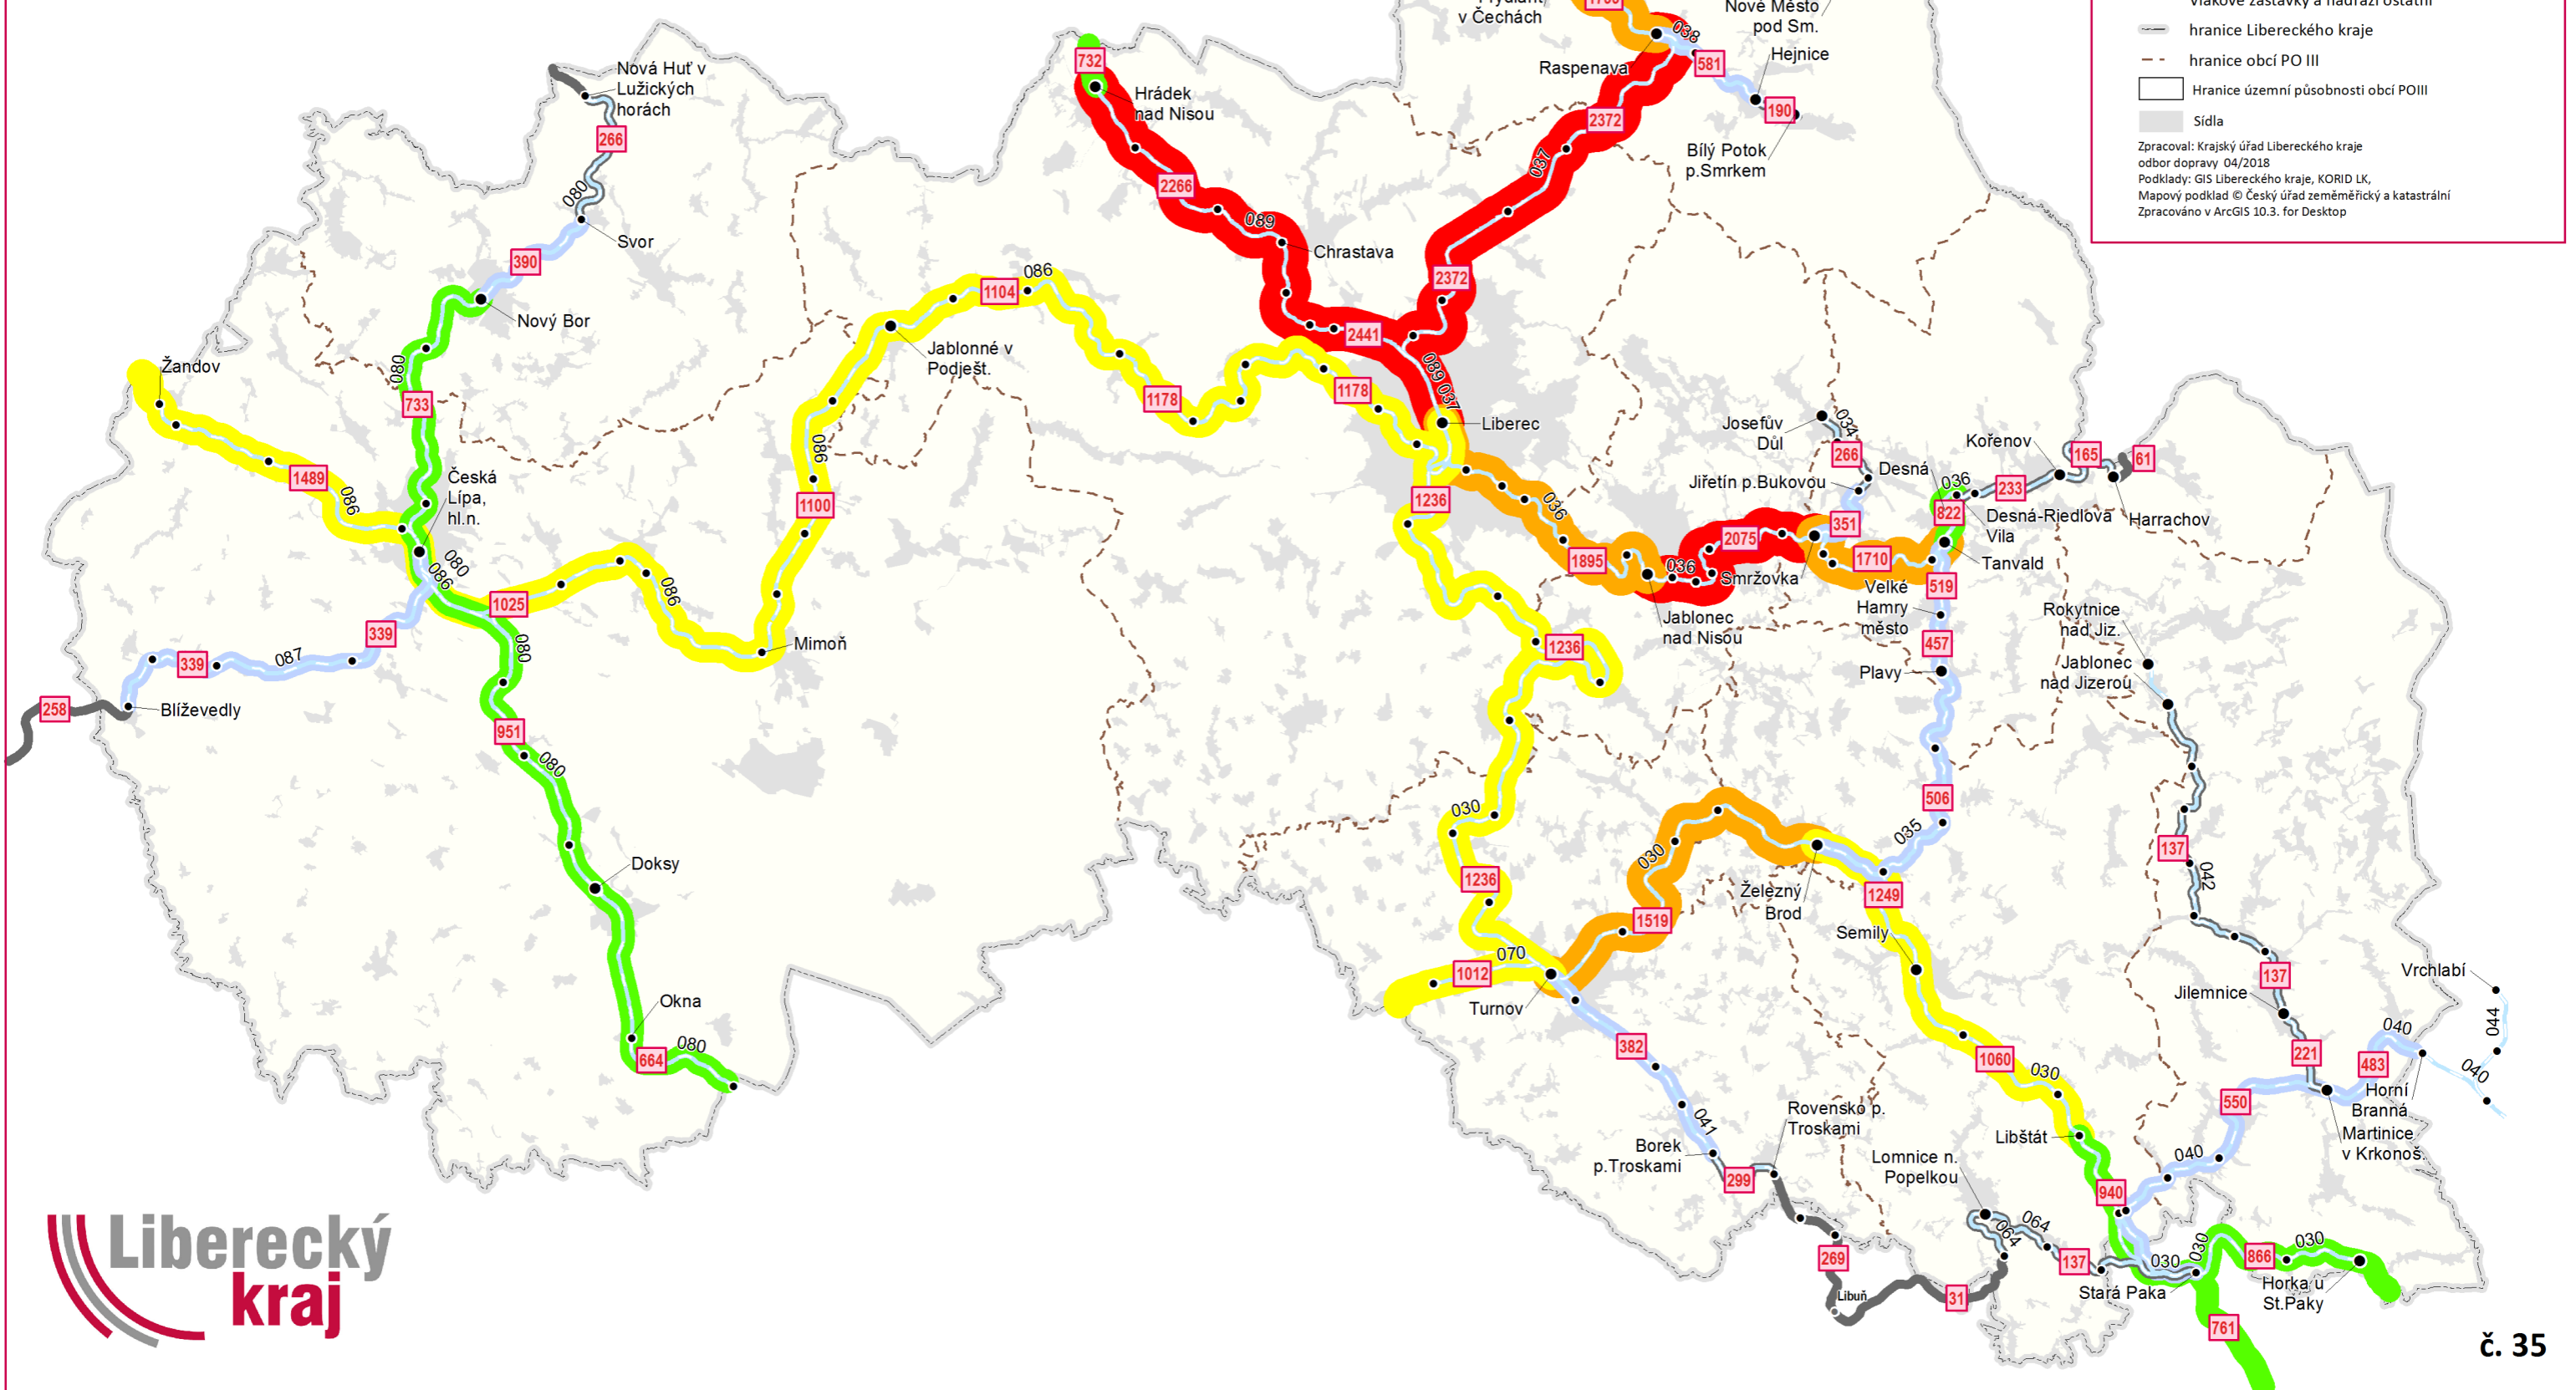 v Čechách
Nové Město
pod Sm.
038
Raspenava
581
Hejnice
190
Bílý Potok
p.Smrkem
hranice Libereckého kraje
hranice obcí PO III
Hranice územní působnosti obcí POIII
Sídla
Zpracoval: Krajský úřad Libereckého kraje
odbor dopravy 04/2018
Podklady: GIS Libereckého kraje, KORID LK,
Mapový podklad © Český úřad zeměměřický a katastrální
Zpracováno v ArcGIS 10.3. for Desktop
Nová Huť v
Lužických
horách
266
080
Svor
390
Nový Bor
080
733
Žandov
1489
086
Česká
Lípa,
hl.n.
080
086
1025
339
339
087
258
Blíževedly
080
951
080
Doksy
Okna
664
080
086
Mimoň
1100
086
Jablonné v
Podješt.
1104
086
1178
1178
732
Hrádek
nad Nisou
2266
089
Chrastava
2441
2372
037
2372
089 037
Liberec
1236
036
1895
036
2075
Smržovka
Jablonec
nad Nisou
1236
030
1236
070
1012
Turnov
1519
030
Železný
Brod
1249
Semily
035
506
Plavy
457
Velké
Hamry
město
519
Tanvald
1710
351
Josefův
Důl
034
266
Jiřetín p.Bukovou
Desná
036
822
Desná-Riedlova
Vila
233
Kořenov
165
61
Harrachov
Rokytnice
nad Jiz.
Jablonec
nad Jizerou
137
042
137
Jilemnice
221
Vrchlabí
044
040
040
483
Horní
Branná
Martinice
v Krkonoš.
550
040
1060
030
Libštát
940
382
041
Borek
p.Troskami
299
Rovensko p.
Troskami
269
Libuň
31
Lomnice n.
Popelkou
064
064
137
Stará Paka
030
030
866
030
Horka u
St.Paky
761
Liberecký
kraj
č. 35